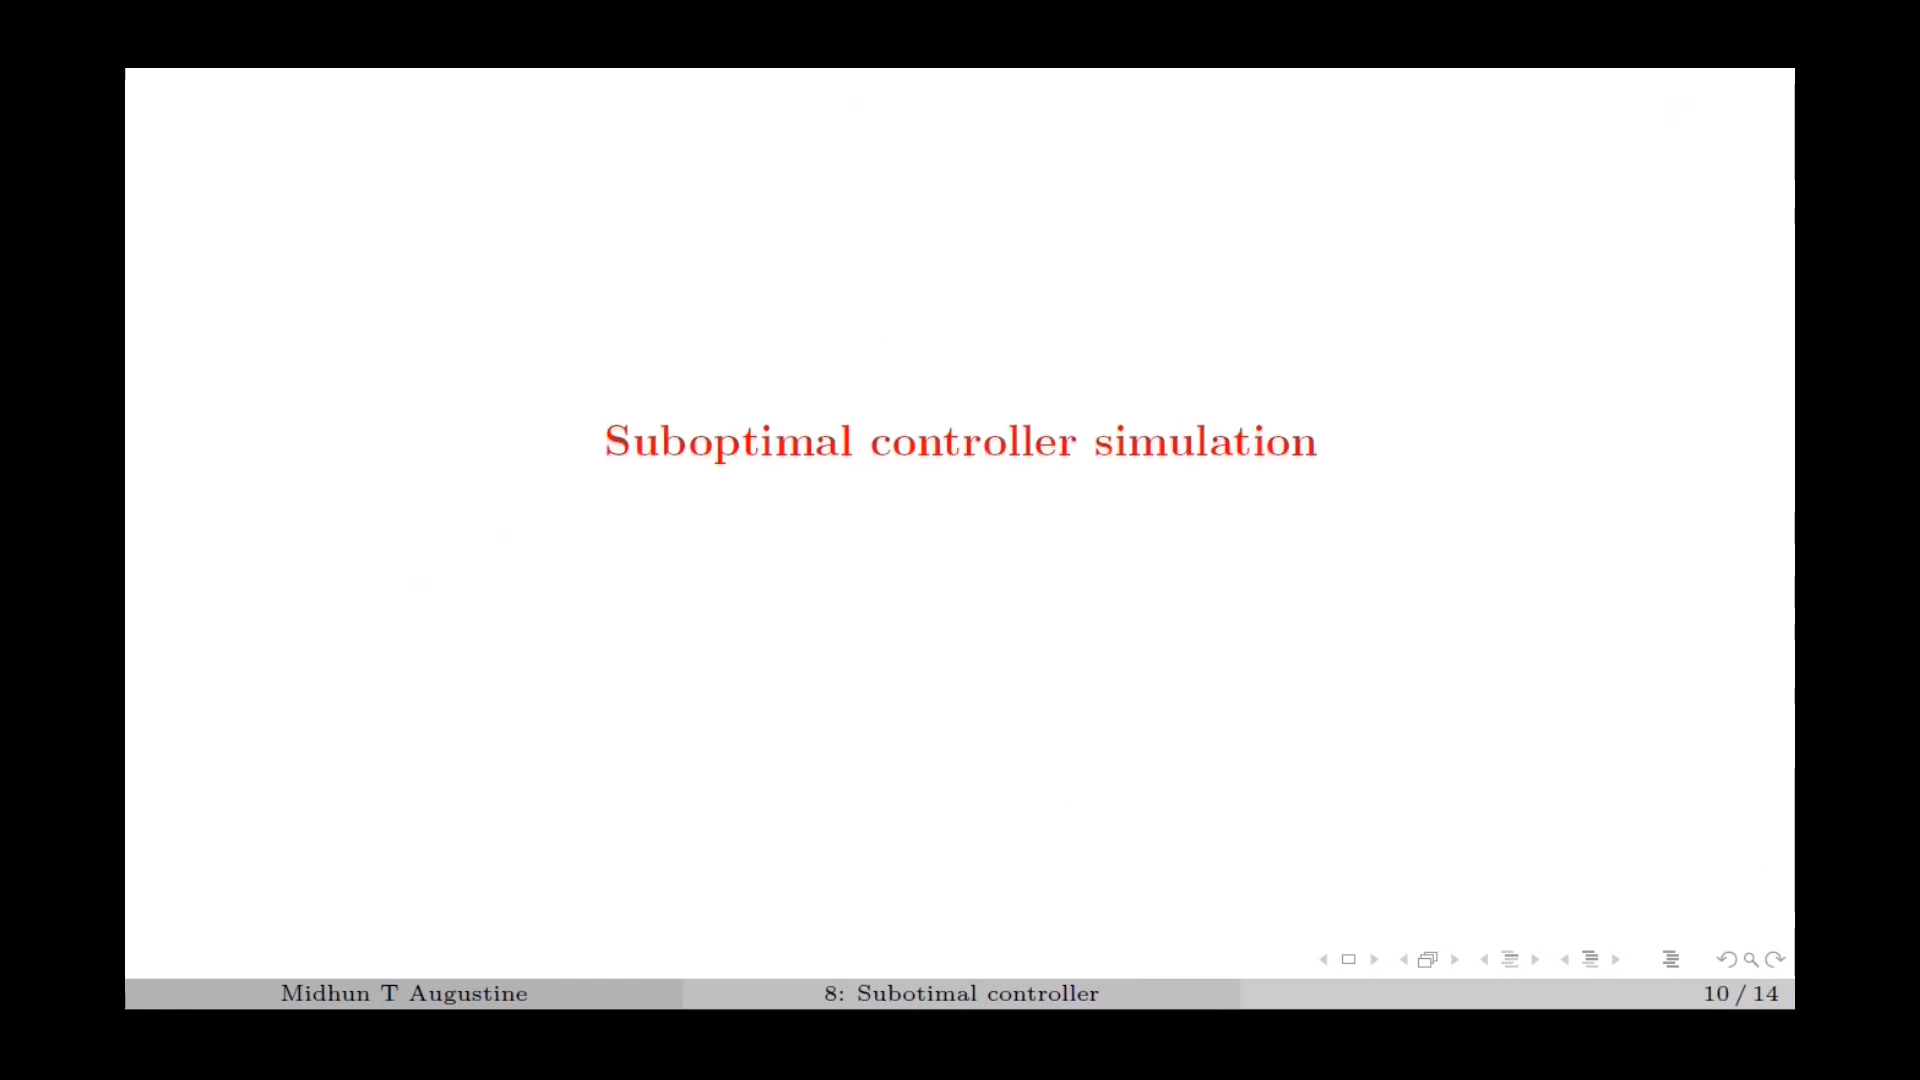 Suboptimal controller simulation
Midhun T Augustine
8: Subotimal controller
10 / 14